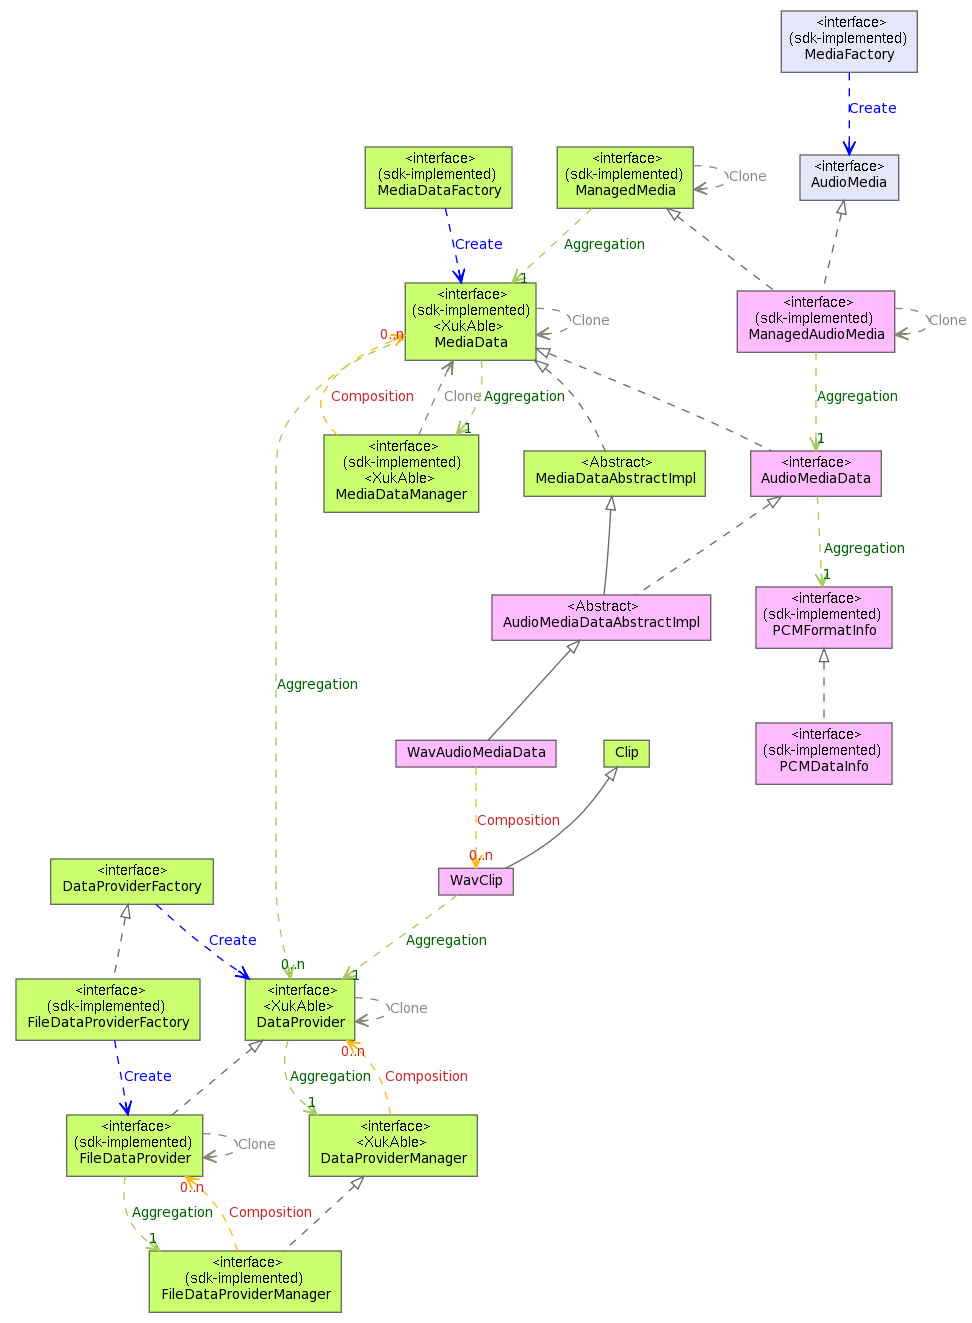 <interface>
(sdk-implemented)
MediaFactory
Create
<interface>
(sdk-implemented)
MediaDataFactory
<interface>
(sdk-implemented)
ManagedMedia
Clone
<interface>
AudioMedia
Create
Aggregation
1
<interface>
(sdk-implemented)
<XukAble>
MediaData
Clone
0..n
<interface>
(sdk-implemented)
ManagedAudioMedia
Clone
Composition
Clone
Aggregation
1
Aggregation
1
<interface>
(sdk-implemented)
<XukAble>
MediaDataManager
<Abstract>
MediaDataAbstractImpl
<interface>
AudioMediaData
Aggregation
1
<Abstract>
AudioMediaDataAbstractImpl
<interface>
(sdk-implemented)
PCMFormatInfo
Aggregation
WavAudioMediaData
Clip
<interface>
(sdk-implemented)
PCMDataInfo
Composition
0..n
WavClip
<interface>
DataProviderFactory
Create
Aggregation
0..n
1
<interface>
(sdk-implemented)
FileDataProviderFactory
<interface>
<XukAble>
DataProvider
Clone
0..n
Create
Aggregation
Composition
1
<interface>
(sdk-implemented)
FileDataProvider
Clone
<interface>
<XukAble>
DataProviderManager
0..n
Aggregation
Composition
1
<interface>
(sdk-implemented)
FileDataProviderManager